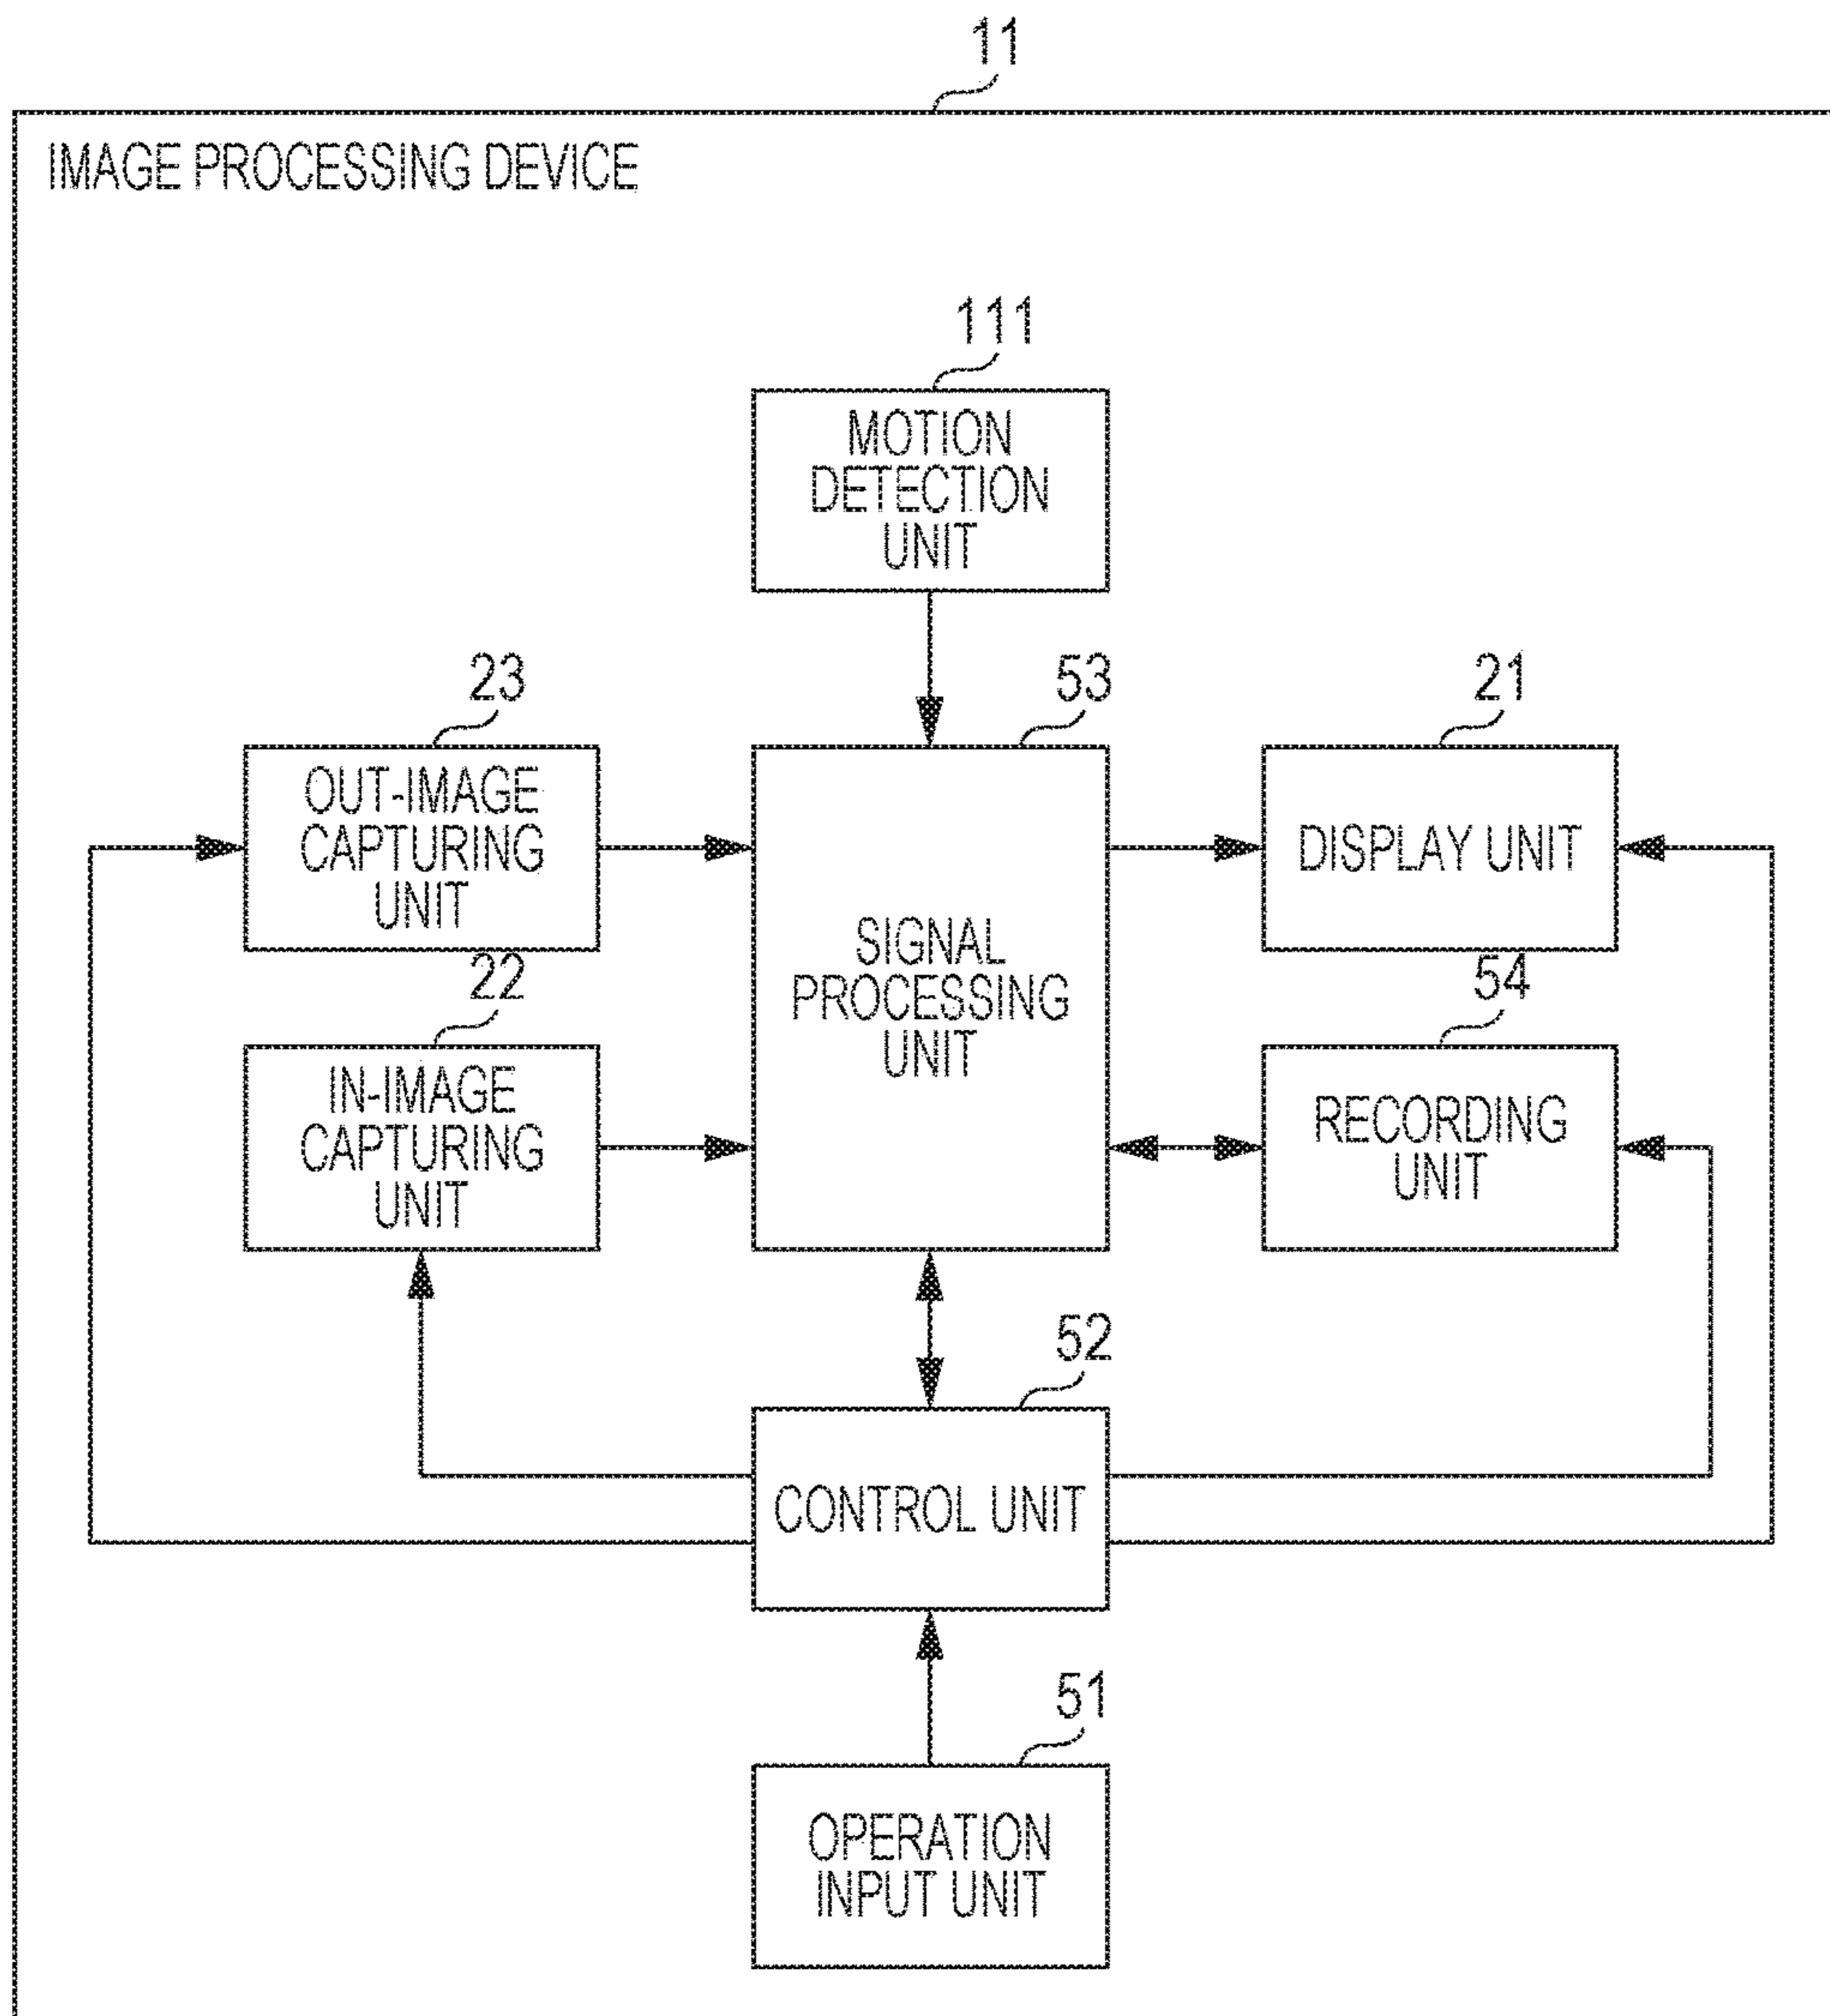 11
IMAGE PROCESSING DEVICE
111
MOTION
DETECTION
UNIT
23
OUT-IMAGE
CAPTURING
UNIT
53
SIGNAL
PROCESSING
UNIT
21
DISPLAY UNIT
22
IN-IMAGE
CAPTURING
UNIT
54
RECORDING
UNIT
52
CONTROL UNIT
51
OPERATION
INPUT UNIT